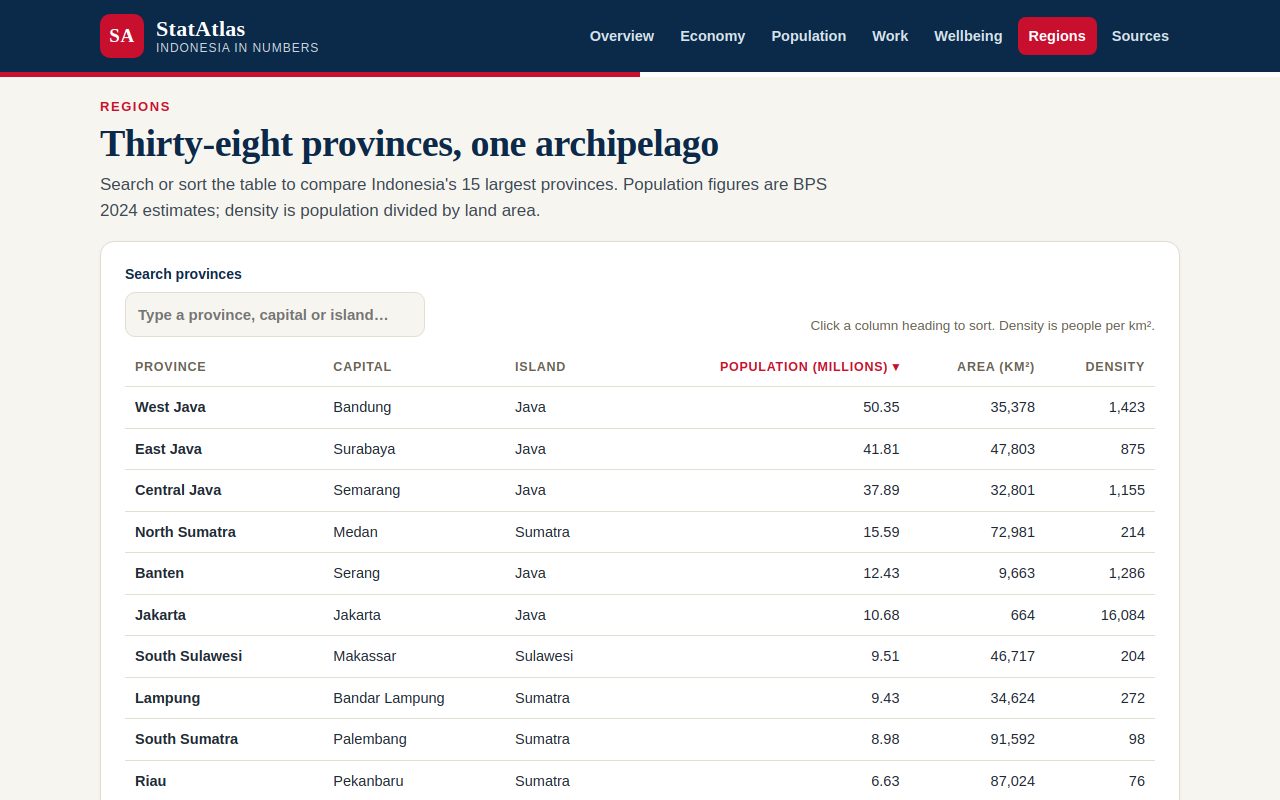 SA
StatAtlas
INDONESIA IN NUMBERS
Overview Economy Population Work Wellbeing Regions Sources
REGIONS
Thirty-eight provinces, one archipelago
Search or sort the table to compare Indonesia's 15 largest provinces. Population figures are BPS
2024 estimates; density is population divided by land area.
Search provinces
Type a province, capital or island…
Click a column heading to sort. Density is people per km².
PROVINCE CAPITAL ISLAND POPULATION (MILLIONS) ▼ AREA (KM²) DENSITY
West Java Bandung Java 50.35 35,378 1,423
East Java Surabaya Java 41.81 47,803 875
Central Java Semarang Java 37.89 32,801 1,155
North Sumatra Medan Sumatra 15.59 72,981 214
Banten Serang Java 12.43 9,663 1,286
Jakarta Jakarta Java 10.68 664 16,084
South Sulawesi Makassar Sulawesi 9.51 46,717 204
Lampung Bandar Lampung Sumatra 9.43 34,624 272
South Sumatra Palembang Sumatra 8.98 91,592 98
Riau Pekanbaru Sumatra 6.63 87,024 76